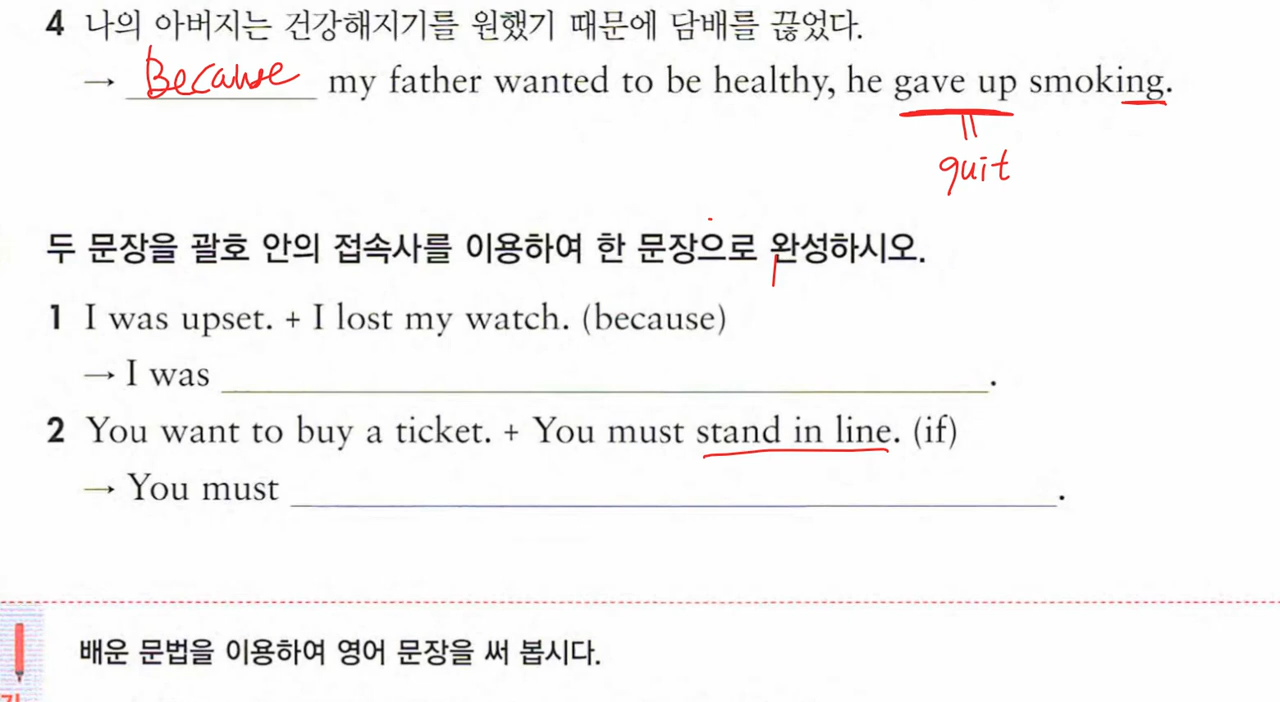 4 나의 아버지는 건강해지기를 원했기 때문에 담배를 끊었다.
→ Because my father wanted to be healthy, he gave up smoking.
=
quit
두 문장을 괄호 안의 접속사를 이용하여 한 문장으로 완성하시오.
1 I was upset. + I lost my watch. (because)
→ I was ____________________.
2 You want to buy a ticket. + You must stand in line. (if)
→ You must ____________________.
배운 문법을 이용하여 영어 문장을 써 봅시다.